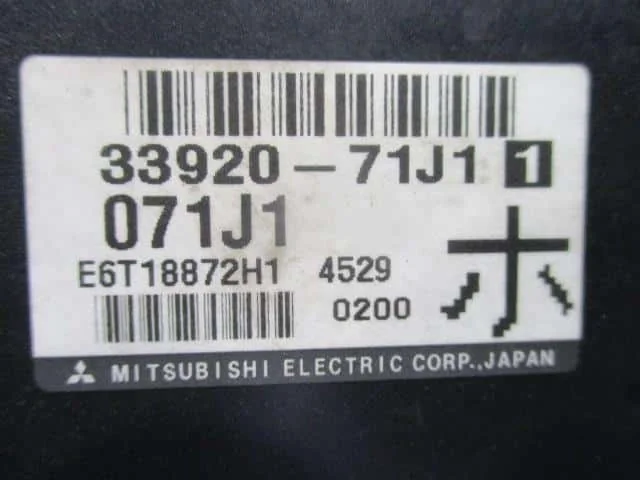 33920-71J1 1
071J1
E6T18872H1 4529
0200
ホ
MITSUBISHI ELECTRIC CORP.,JAPAN